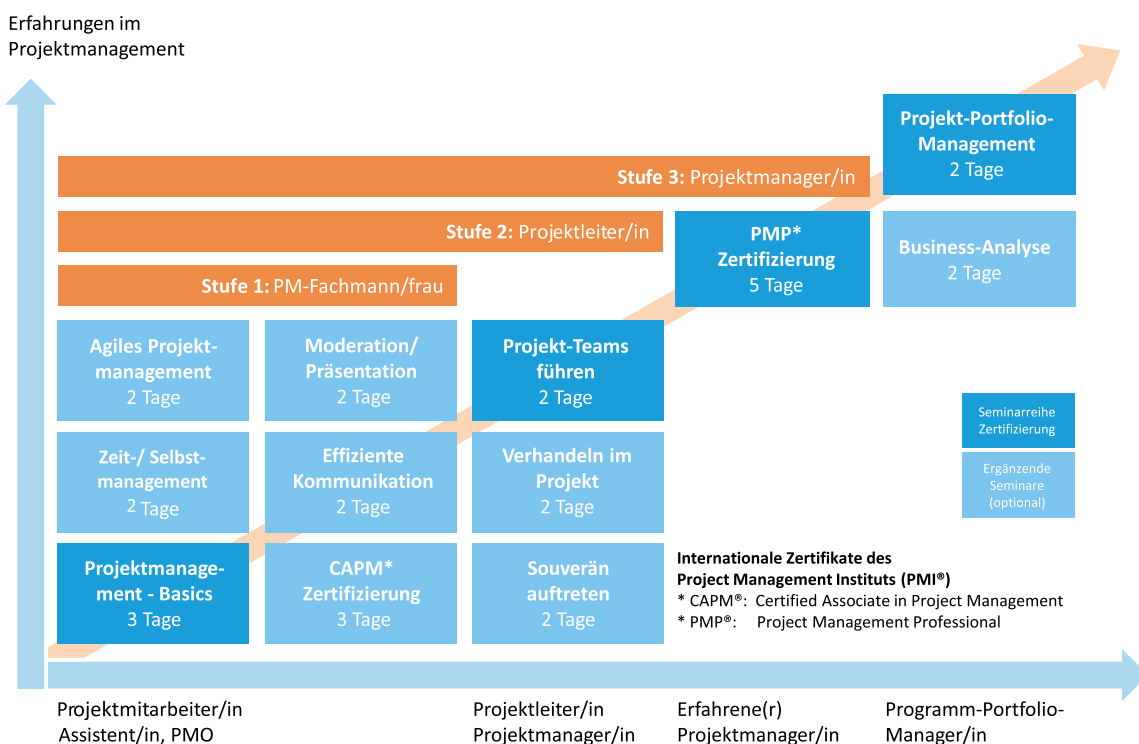 Erfahrungen im
Projektmanagement
Projekt-Portfolio-
Management
2 Tage
Stufe 3: Projektmanager/in
Stufe 2: Projektleiter/in
PMP*
Zertifizierung
5 Tage
Business-Analyse
2 Tage
Stufe 1: PM-Fachmann/frau
Agiles Projekt-
management
2 Tage
Moderation/
Präsentation
2 Tage
Projekt-Teams
führen
2 Tage
Seminarreihe
Zertifizierung
Ergänzende
Seminare
(optional)
Zeit-/ Selbst-
management
2 Tage
Effiziente
Kommunikation
2 Tage
Verhandeln im
Projekt
2 Tage
Projektmanage-
ment - Basics
3 Tage
CAPM*
Zertifizierung
3 Tage
Souverän
auftreten
2 Tage
Internationale Zertifikate des
Project Management Instituts (PMI®)
* CAPM®: Certified Associate in Project Management
* PMP®: Project Management Professional
Projektmitarbeiter/in
Assistent/in, PMO
Projektleiter/in
Projektmanager/in
Erfahrene(r)
Projektmanager/in
Programm-Portfolio-
Manager/in